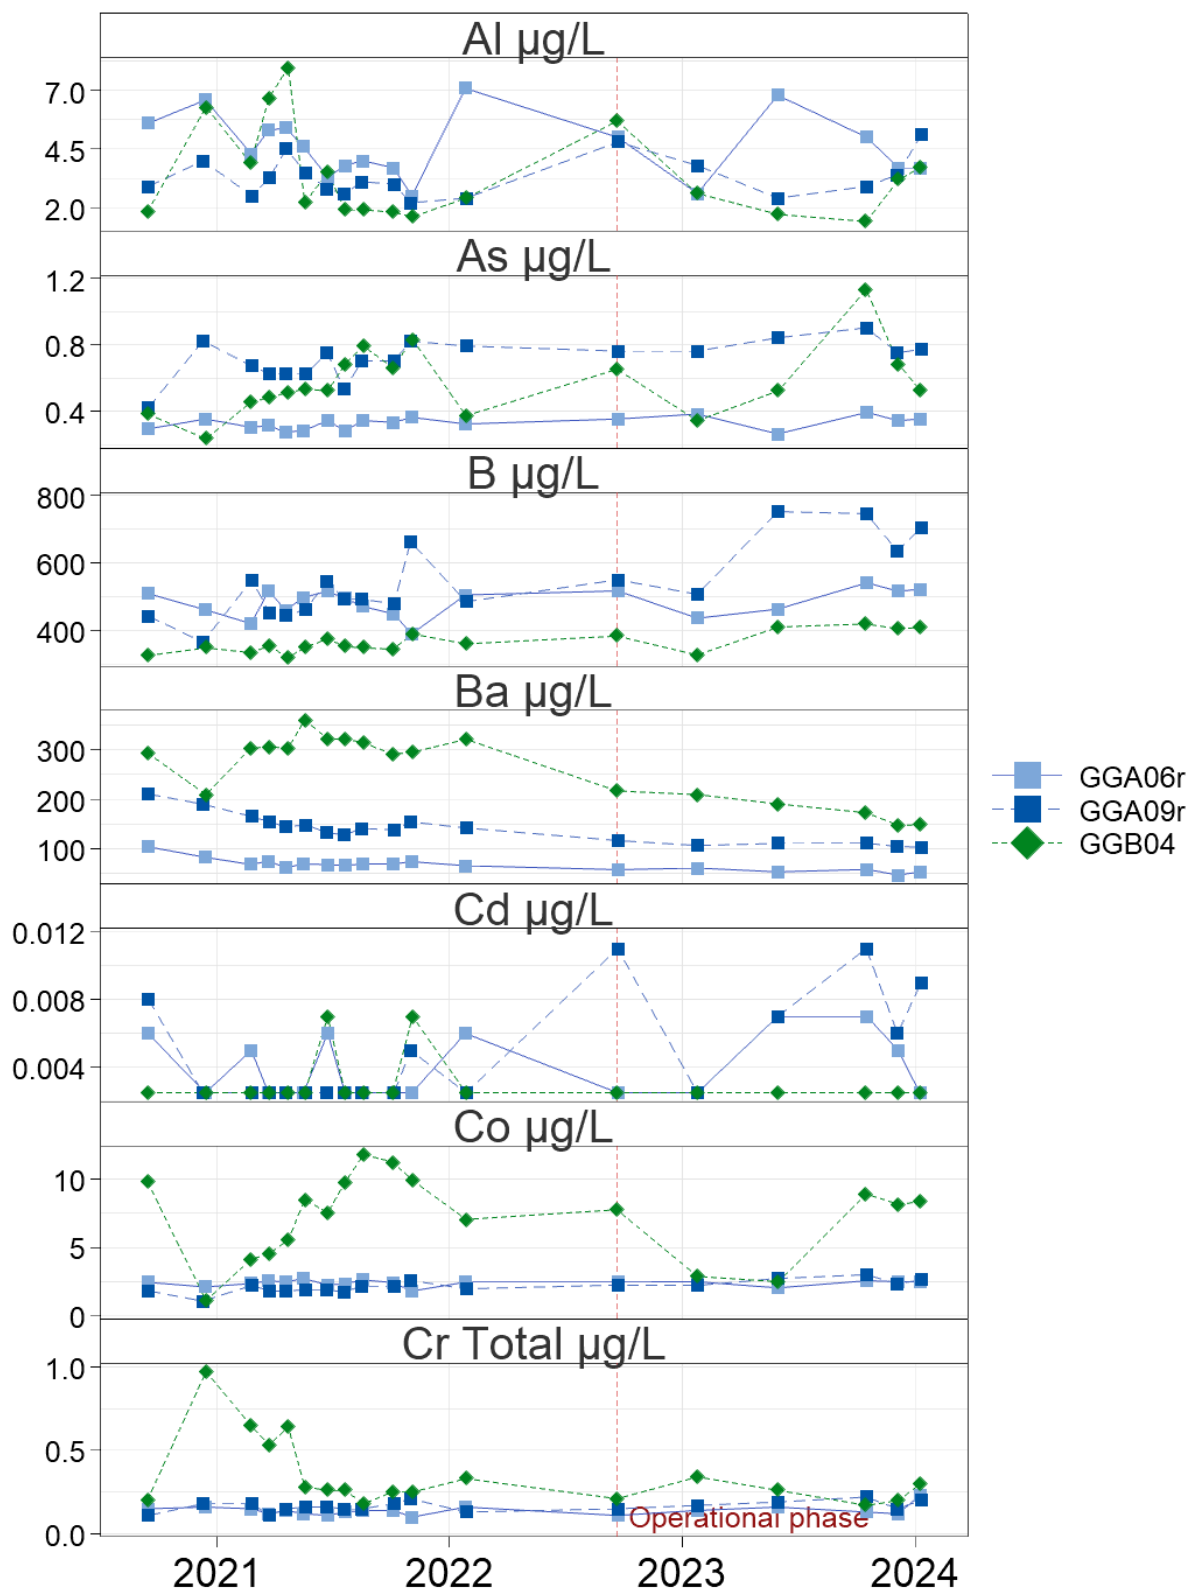 Al µg/L
7.0
4.5
2.0
As µg/L
1.2
0.8
0.4
B µg/L
800
600
400
Ba µg/L
300
200
100
GGA06r
GGA09r
GGB04
Cd µg/L
0.012
0.008
0.004
Co µg/L
10
5
0
Cr Total µg/L
1.0
0.5
0.0
Operational phase
2021 2022 2023 2024